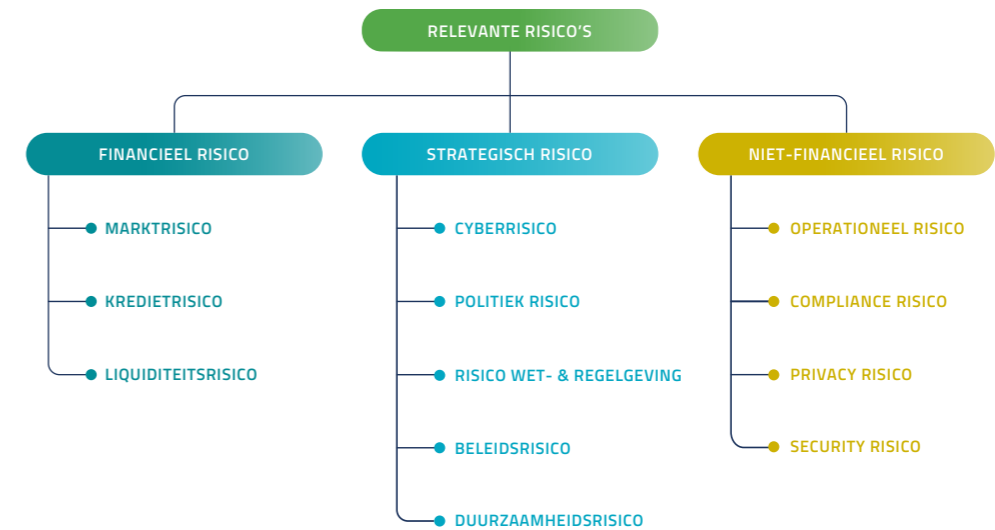 RELEVANTE RISICO'S
FINANCIEEL RISICO
MARKTRISICO
KREDIETRISICO
LIQUIDITEITSRISICO
STRATEGISCH RISICO
CYBERRISICO
POLITIEK RISICO
RISICO WET- & REGELGEVING
BELEIDSRISICO
DUURZAAMHEIDSRISICO
NIET-FINANCIEEL RISICO
OPERATIONEEL RISICO
COMPLIANCE RISICO
PRIVACY RISICO
SECURITY RISICO